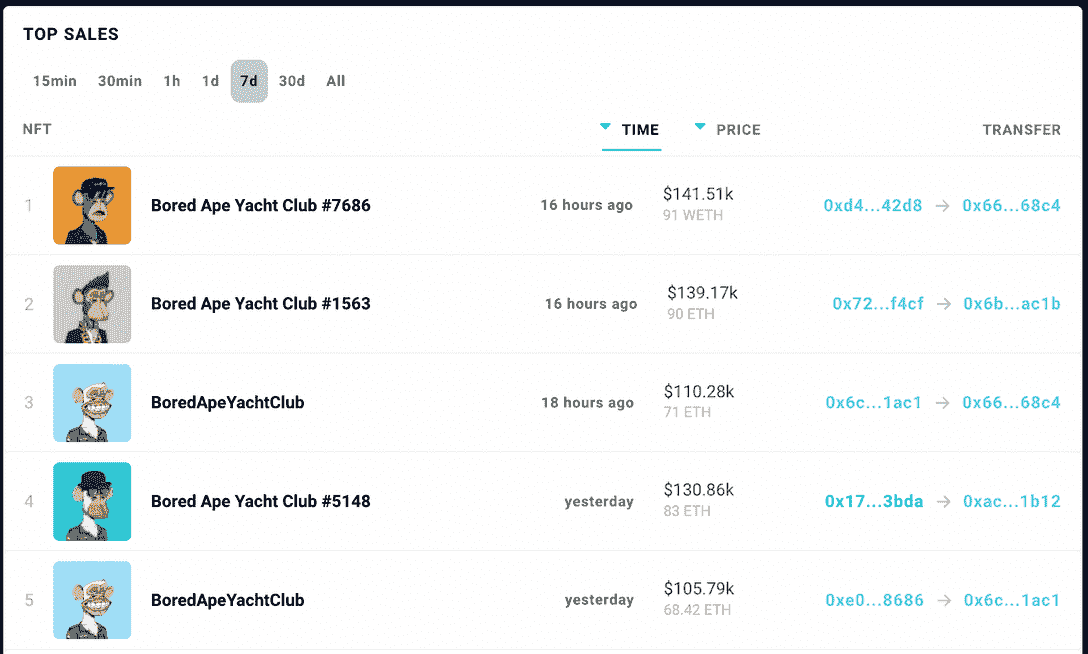 TOP SALES
15min 30min 1h 1d 7d 30d All
NFT TIME PRICE TRANSFER
1 Bored Ape Yacht Club #7686 16 hours ago $141.51k 0xd4...42d8 → 0x66...68c4
91 WETH
2 Bored Ape Yacht Club #1563 16 hours ago $139.17k 0x72...f4cf → 0x6b...ac1b
90 ETH
3 BoredApeYachtClub 18 hours ago $110.28k 0x6c...1ac1 → 0x66...68c4
71 ETH
4 Bored Ape Yacht Club #5148 yesterday $130.86k 0x17...3bda → 0xac...1b12
83 ETH
5 BoredApeYachtClub yesterday $105.79k 0xe0...8686 → 0x6c...1ac1
68.42 ETH